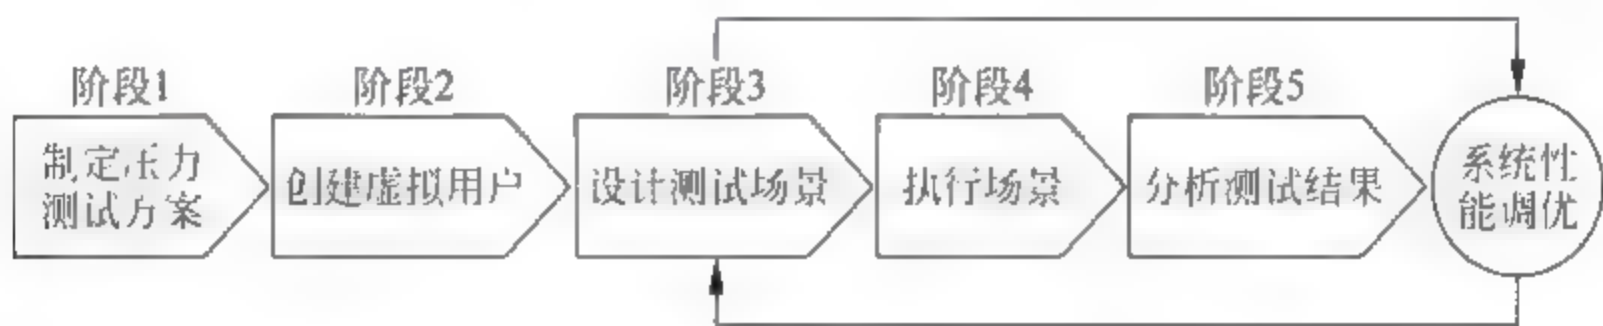 阶段1
阶段2
阶段3
阶段4
阶段5
制定压力
测试方案
创建虚拟用户
设计测试场景
执行场景
分析测试结果
系统性
能调优